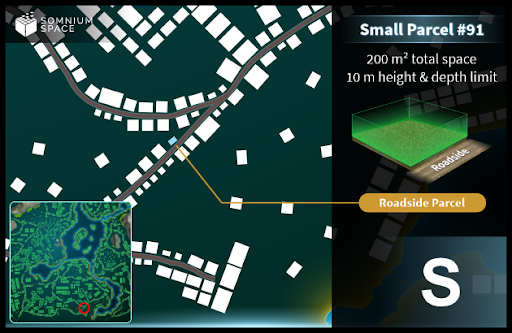 SOMNIUM
SPACE
Small Parcel #91
200 m² total space
10 m height & depth limit
Roadside
Roadside Parcel
S